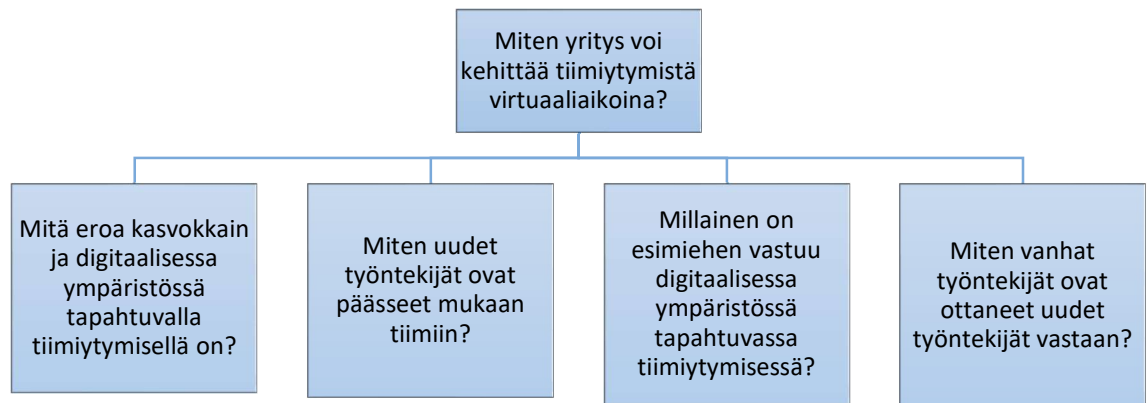 Miten yritys voi
kehittää tiimiytymistä
virtuaaliaikoina?
Mitä eroa kasvokkain
ja digitaalisessa
ympäristössä
tapahtuvalla
tiimiytymisellä on?
Miten uudet
työntekijät ovat
päässeet mukaan
tiimiin?
Millainen on
esimiehen vastuu
digitaalisessa
ympäristössä
tapahtuvassa
tiimiytymisessä?
Miten vanhat
työntekijät ovat
ottaneet uudet
työntekijät vastaan?